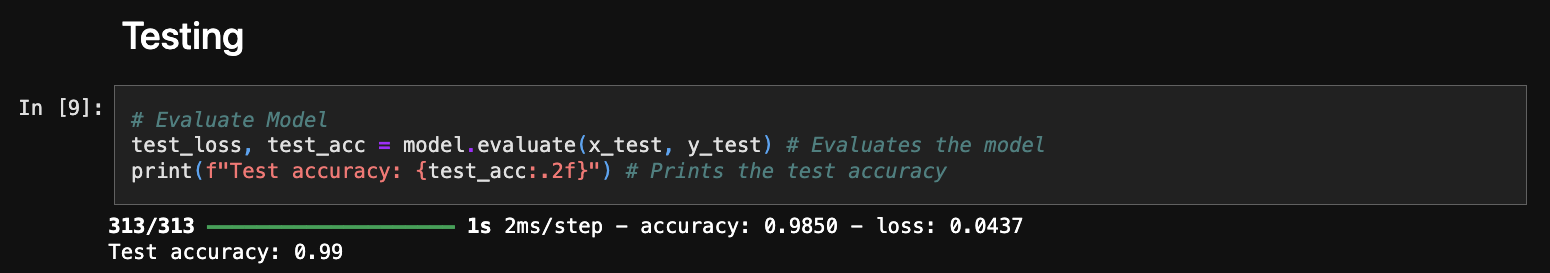 Testing
In [9]:
# Evaluate Model
test_loss, test_acc = model.evaluate(x_test, y_test) # Evaluates the model
print(f"Test accuracy: {test_acc:.2f}") # Prints the test accuracy
313/313 1s 2ms/step – accuracy: 0.9850 – loss: 0.0437
Test accuracy: 0.99